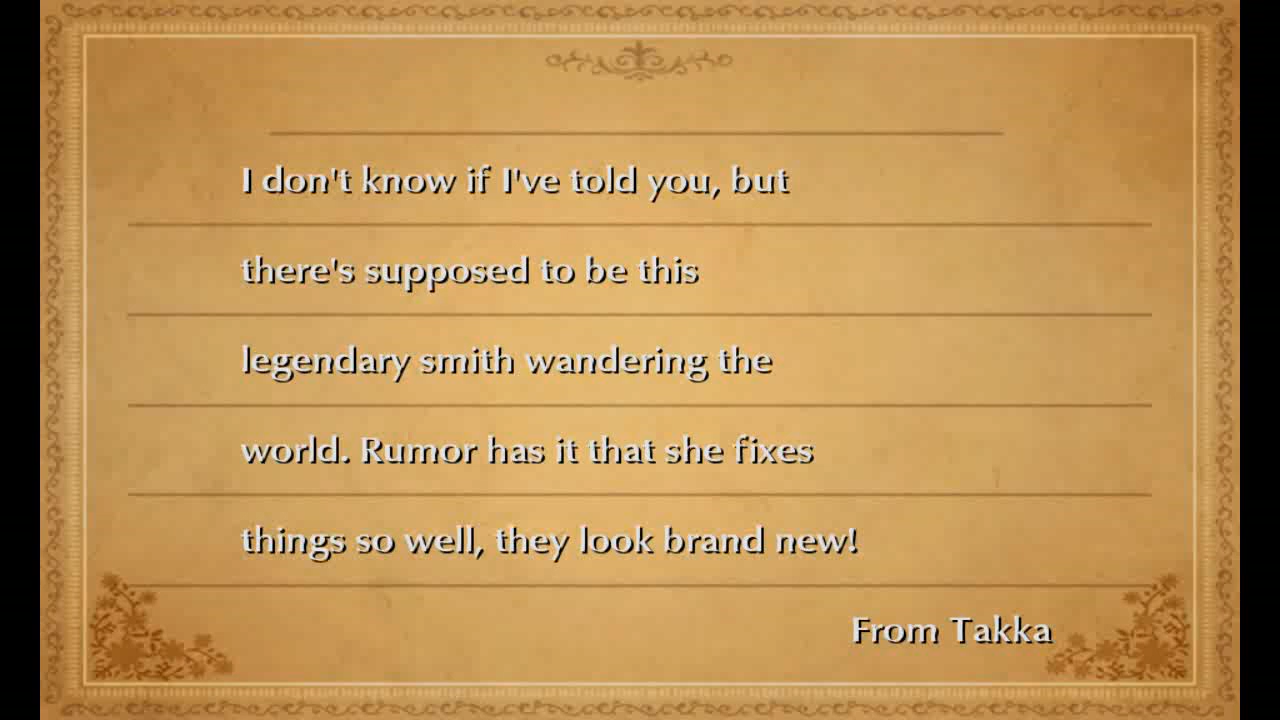 I don't know if I've told you, but
there's supposed to be this
legendary smith wandering the
world. Rumor has it that she fixes
things so well, they look brand new!
From Takka